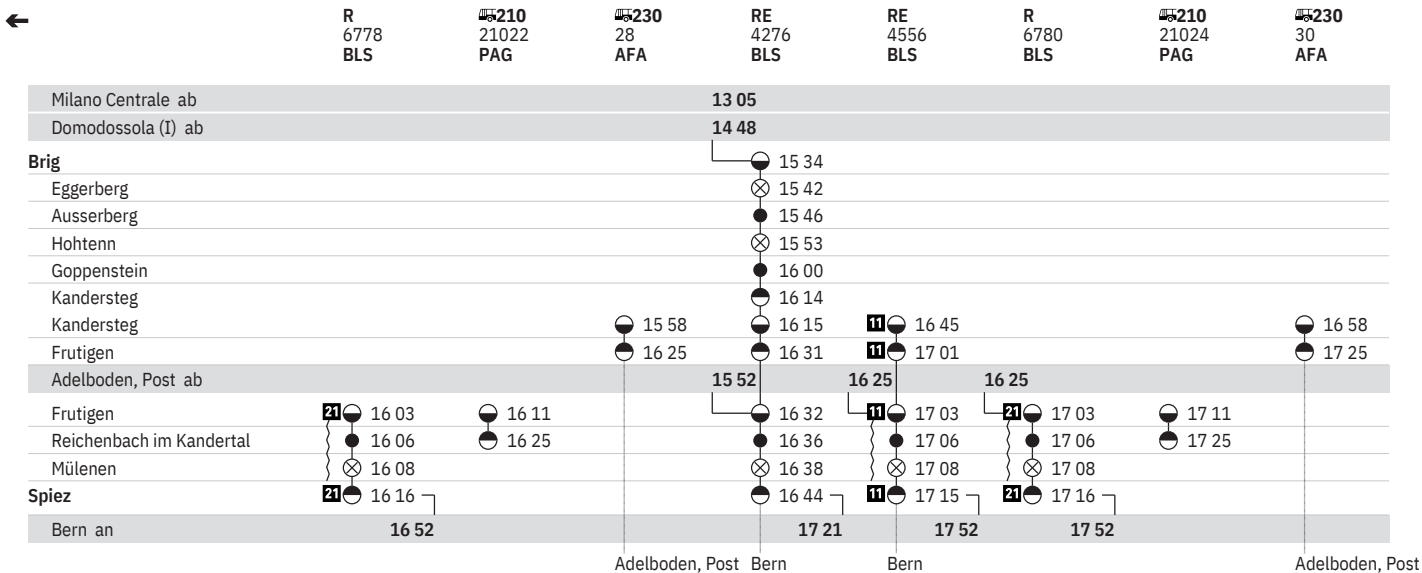 R 210 230 RE RE R 210 230
6778 21022 28 4276 4556 6780 21024 30
BLS PAG AFA BLS BLS BLS PAG AFA
Milano Centrale ab 13 05
Domodossola (I) ab 14 48
Brig 15 34
Eggerberg 15 42
Ausserberg 15 46
Hohtenn 15 53
Goppenstein 16 00
Kandersteg 16 14
Kandersteg 15 58 16 15 11 16 45 16 58
Frutigen 16 25 16 31 11 17 01 17 25
Adelboden, Post ab 15 52 16 25 16 25
Frutigen 21 16 03 16 11 16 32 11 17 03 21 17 03 17 11
Reichenbach im Kandertal 16 06 16 25 16 36 17 06 17 06 17 25
Mülenen 16 08 16 38 17 08 17 08
Spiez 21 16 16 16 44 11 17 15 21 17 16
Bern an 16 52 17 21 17 52 17 52
Adelboden, Post Bern Bern Adelboden, Post